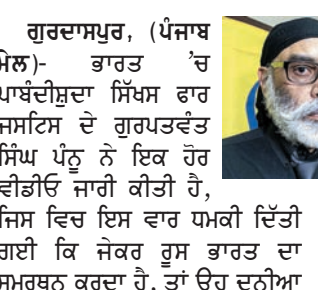 ਗੁਰਦਾਸਪੁਰ, (ਪੰਜਾਬ
ਮੇਲ)- ਭਾਰਤ 'ਚ
ਪਾਬੰਦੀਸ਼ੁਦਾ ਸਿੱਖਸ ਫਾਰ
ਜਸਟਿਸ ਦੇ ਗੁਰਪਤਵੰਤ
ਸਿੰਘ ਪੰਨੂ ਨੇ ਇਕ ਹੋਰ
ਵੀਡੀਓ ਜਾਰੀ ਕੀਤੀ ਹੈ,
ਜਿਸ ਵਿਚ ਇਸ ਵਾਰ ਧਮਕੀ ਦਿੱਤੀ
ਗਈ ਕਿ ਜੇਕਰ ਰੂਸ ਭਾਰਤ ਦਾ
ਸਮਰਥਨ ਕਰਦਾ ਹੈ, ਤਾਂ ਉਹ ਦੁਨੀਆ